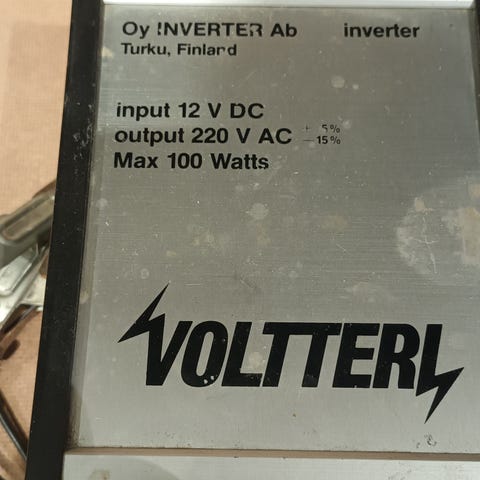 Oy INVERTER Ab inverter
Turku, Finland
input 12 V DC
output 220 V AC + 5% −15%
Max 100 Watts
VOLTTERI